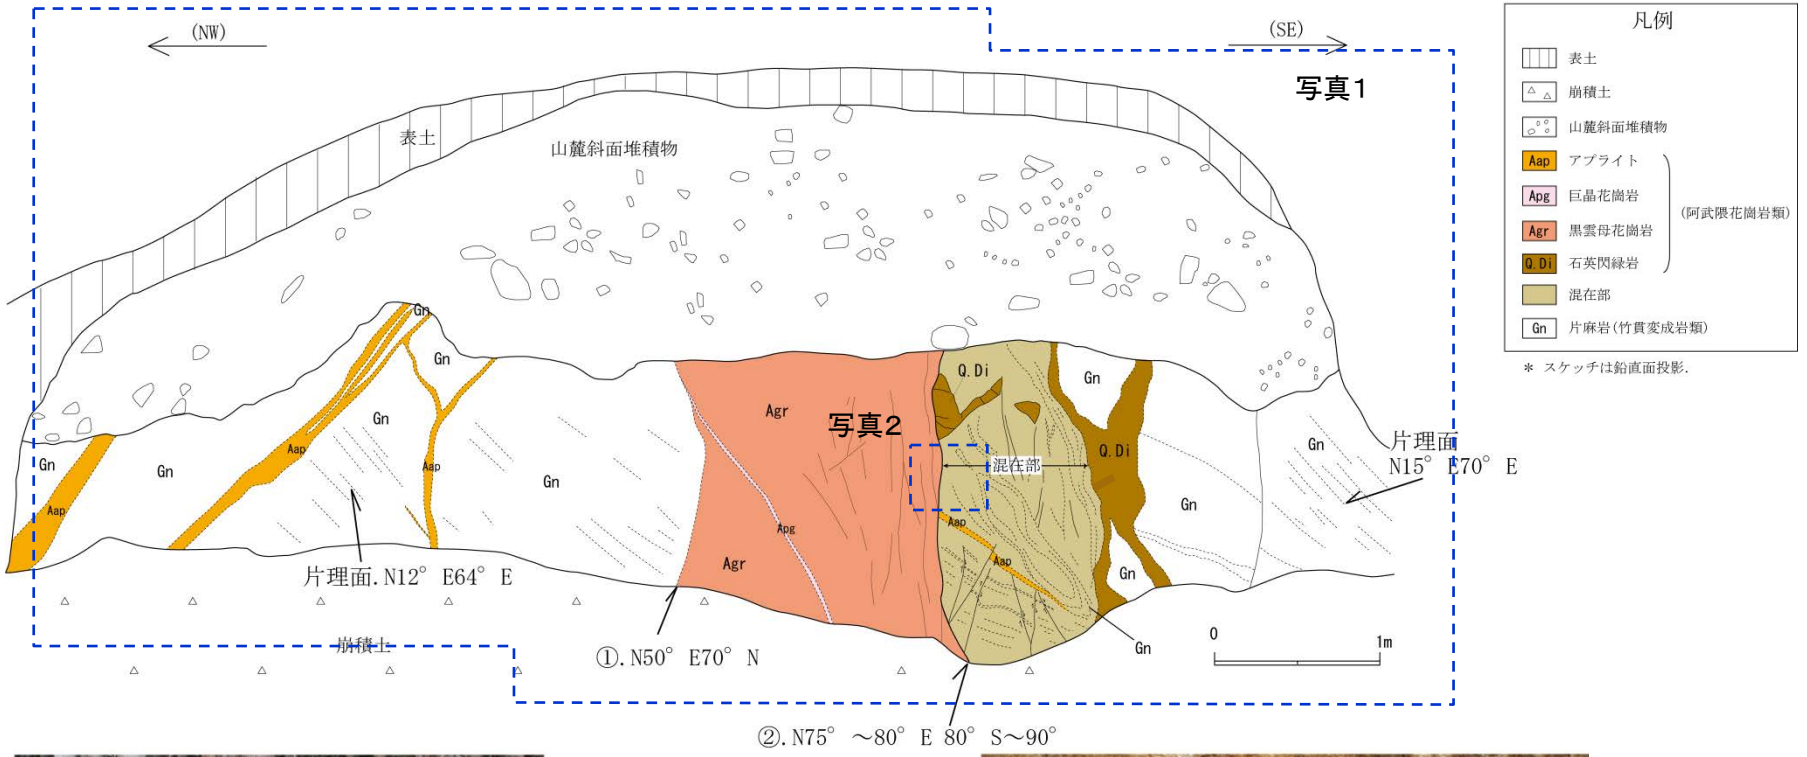 (NW)
(SE)
写真1
表土
山麓斜面堆積物
Gn
Gn
Gn
Gn
Gn
Aap
Aap
Aap
Gn
Agr
写真2
Q.Di
混在部
Gn
Q.Di
Gn
Gn
片理面
N15° E70° E
Apg
Agr
Aap
Aap
Gn
Gn
片理面.N12° E64° E
崩積土
①.N50° E70° N
②.N75° ～80° E 80° S～90°
0
1m
凡例
表土
崩積土
山麓斜面堆積物
Aap アプライト
Apg 巨晶花崗岩
Agr 黒雲母花崗岩
Q.Di 石英閃緑岩
(阿武隈花崗岩類)
混在部
Gn 片麻岩(竹貫変成岩類)
* スケッチは鉛直面投影.